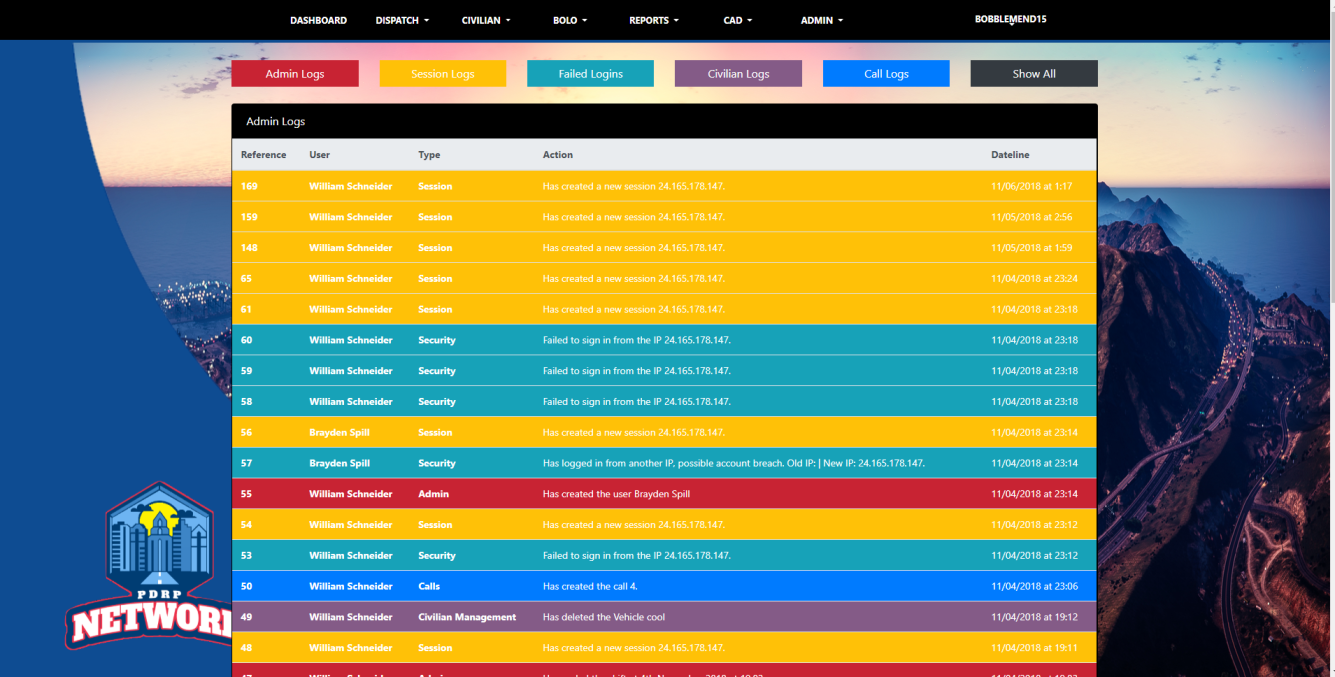 DASHBOARD DISPATCH CIVILIAN BOLO REPORTS CAD ADMIN BOBBLEMEND15
Admin Logs Session Logs Failed Logins Civilian Logs Call Logs Show All
Admin Logs
Reference User Type Action Dateline
169 William Schneider Session Has created a new session 24.165.178.147. 11/06/2018 at 1:17
159 William Schneider Session Has created a new session 24.165.178.147. 11/05/2018 at 2:56
148 William Schneider Session Has created a new session 24.165.178.147. 11/05/2018 at 1:59
65 William Schneider Session Has created a new session 24.165.178.147. 11/04/2018 at 23:24
61 William Schneider Session Has created a new session 24.165.178.147. 11/04/2018 at 23:18
60 William Schneider Security Failed to sign in from the IP 24.165.178.147. 11/04/2018 at 23:18
59 William Schneider Security Failed to sign in from the IP 24.165.178.147. 11/04/2018 at 23:18
58 William Schneider Security Failed to sign in from the IP 24.165.178.147. 11/04/2018 at 23:18
56 Brayden Spill Session Has created a new session 24.165.178.147. 11/04/2018 at 23:14
57 Brayden Spill Security Has logged in from another IP, possible account breach. Old IP: | New IP: 24.165.178.147. 11/04/2018 at 23:14
55 William Schneider Admin Has created the user Brayden Spill 11/04/2018 at 23:14
54 William Schneider Session Has created a new session 24.165.178.147. 11/04/2018 at 23:12
53 William Schneider Security Failed to sign in from the IP 24.165.178.147. 11/04/2018 at 23:12
50 William Schneider Calls Has created the call 4. 11/04/2018 at 23:06
49 William Schneider Civilian Management Has deleted the Vehicle cool 11/04/2018 at 19:12
48 William Schneider Session Has created a new session 24.165.178.147. 11/04/2018 at 19:11
PDRP
NETWOR